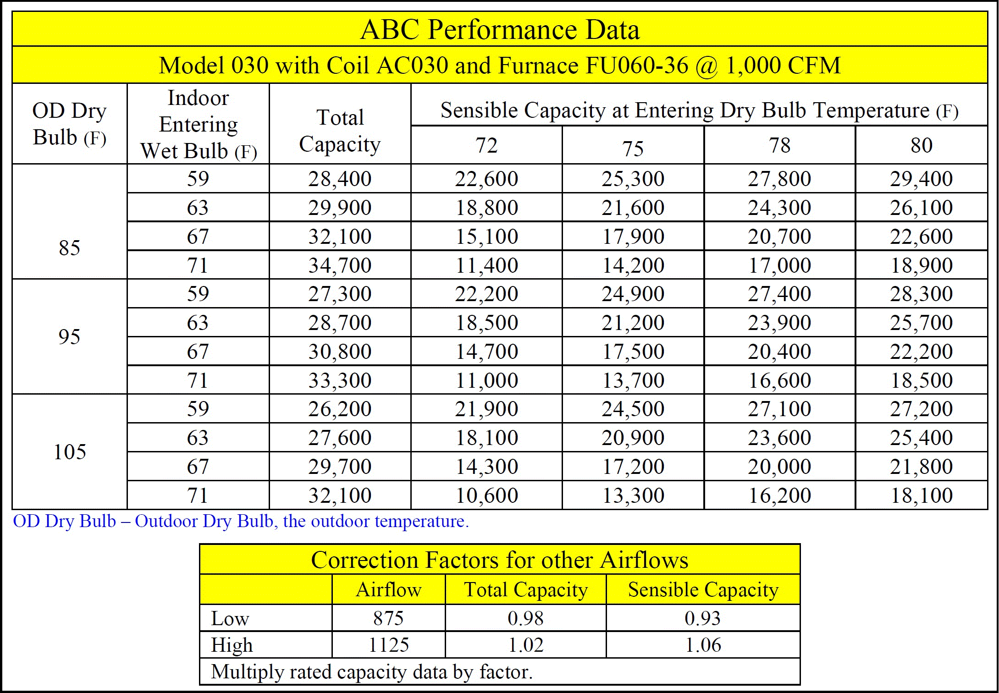 ABC Performance Data
Model 030 with Coil AC030 and Furnace FU060-36 @ 1,000 CFM
OD Dry
Bulb (F)
Indoor
Entering
Wet Bulb (F)
Total
Capacity
Sensible Capacity at Entering Dry Bulb Temperature (F)
72 75 78 80
85
59 28,400 22,600 25,300 27,800 29,400
63 29,900 18,800 21,600 24,300 26,100
67 32,100 15,100 17,900 20,700 22,600
71 34,700 11,400 14,200 17,000 18,900
95
59 27,300 22,200 24,900 27,400 28,300
63 28,700 18,500 21,200 23,900 25,700
67 30,800 14,700 17,500 20,400 22,200
71 33,300 11,000 13,700 16,600 18,500
105
59 26,200 21,900 24,500 27,100 27,200
63 27,600 18,100 20,900 23,600 25,400
67 29,700 14,300 17,200 20,000 21,800
71 32,100 10,600 13,300 16,200 18,100
OD Dry Bulb – Outdoor Dry Bulb, the outdoor temperature.
Correction Factors for other Airflows
Airflow Total Capacity Sensible Capacity
Low 875 0.98 0.93
High 1125 1.02 1.06
Multiply rated capacity data by factor.